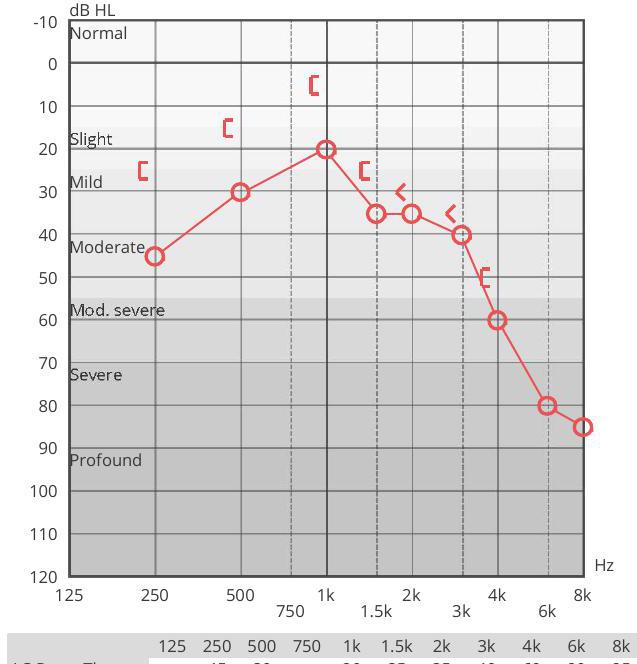 dB HL
-10
Normal
0
10
Slight
20
Mild
30
40
Moderate
50
Mod. severe
60
70
Severe
80
90
Profound
100
110
120
Hz
125 250 500 1k 2k 4k 8k
750 1.5k 3k 6k
125 250 500 750 1k 1.5k 2k 3k 4k 6k 8k